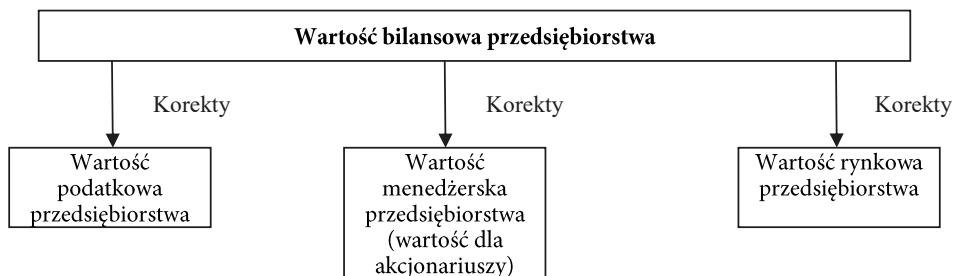 Wartość bilansowa przedsiębiorstwa
Korekty
Korekty
Korekty
Wartość
podatkowa
przedsiębiorstwa
Wartość
menedżerska
przedsiębiorstwa
(wartość dla
akcjonariuszy)
Wartość rynkowa
przedsiębiorstwa